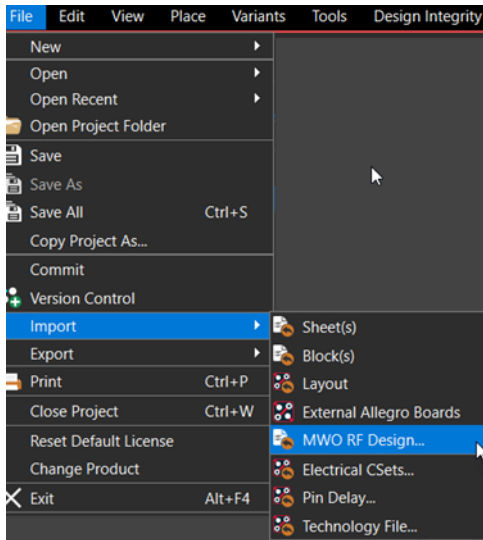 File Edit View Place Variants Tools Design Integrity
New
Open
Open Recent
Open Project Folder
Save
Save As
Save All Ctrl+S
Copy Project As...
Commit
Version Control
Import
Export
Print Ctrl+P
Close Project Ctrl+W
Reset Default License
Change Product
Exit Alt+F4
Sheet(s)
Block(s)
Layout
External Allegro Boards
MWO RF Design...
Electrical CSets...
Pin Delay...
Technology File...